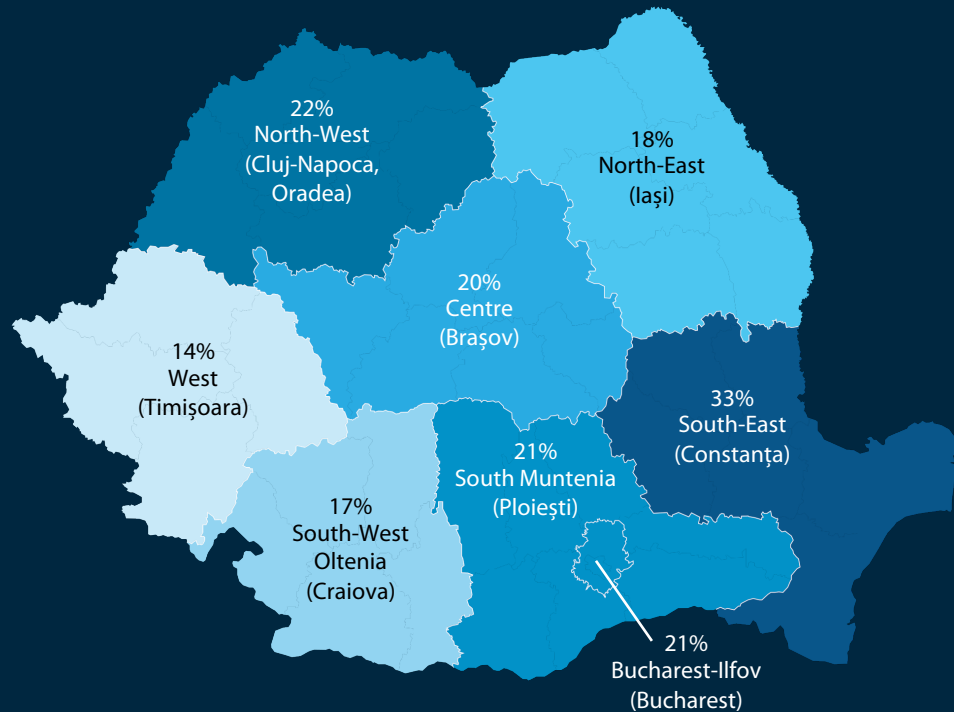 22%
North-West
(Cluj-Napoca,
Oradea)
18%
North-East
(Iași)
20%
Centre
(Brașov)
14%
West
(Timișoara)
33%
South-East
(Constanța)
21%
South Muntenia
(Ploiești)
17%
South-West
Oltenia
(Craiova)
21%
Bucharest-Ilfov
(Bucharest)